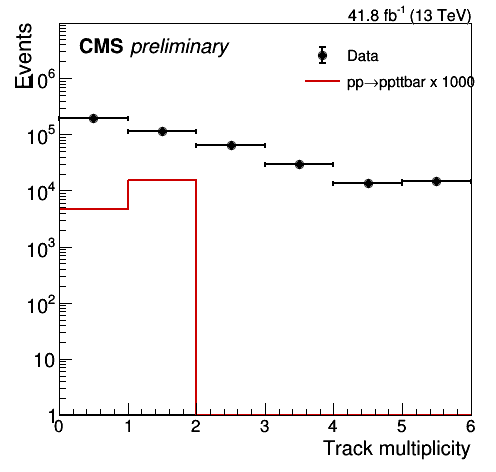 41.8 fb⁻¹ (13 TeV)
CMS preliminary
Data
pp→ppttbar x 1000
Events
10⁶
10⁵
10⁴
10³
10²
10
1
0 1 2 3 4 5 6
Track multiplicity